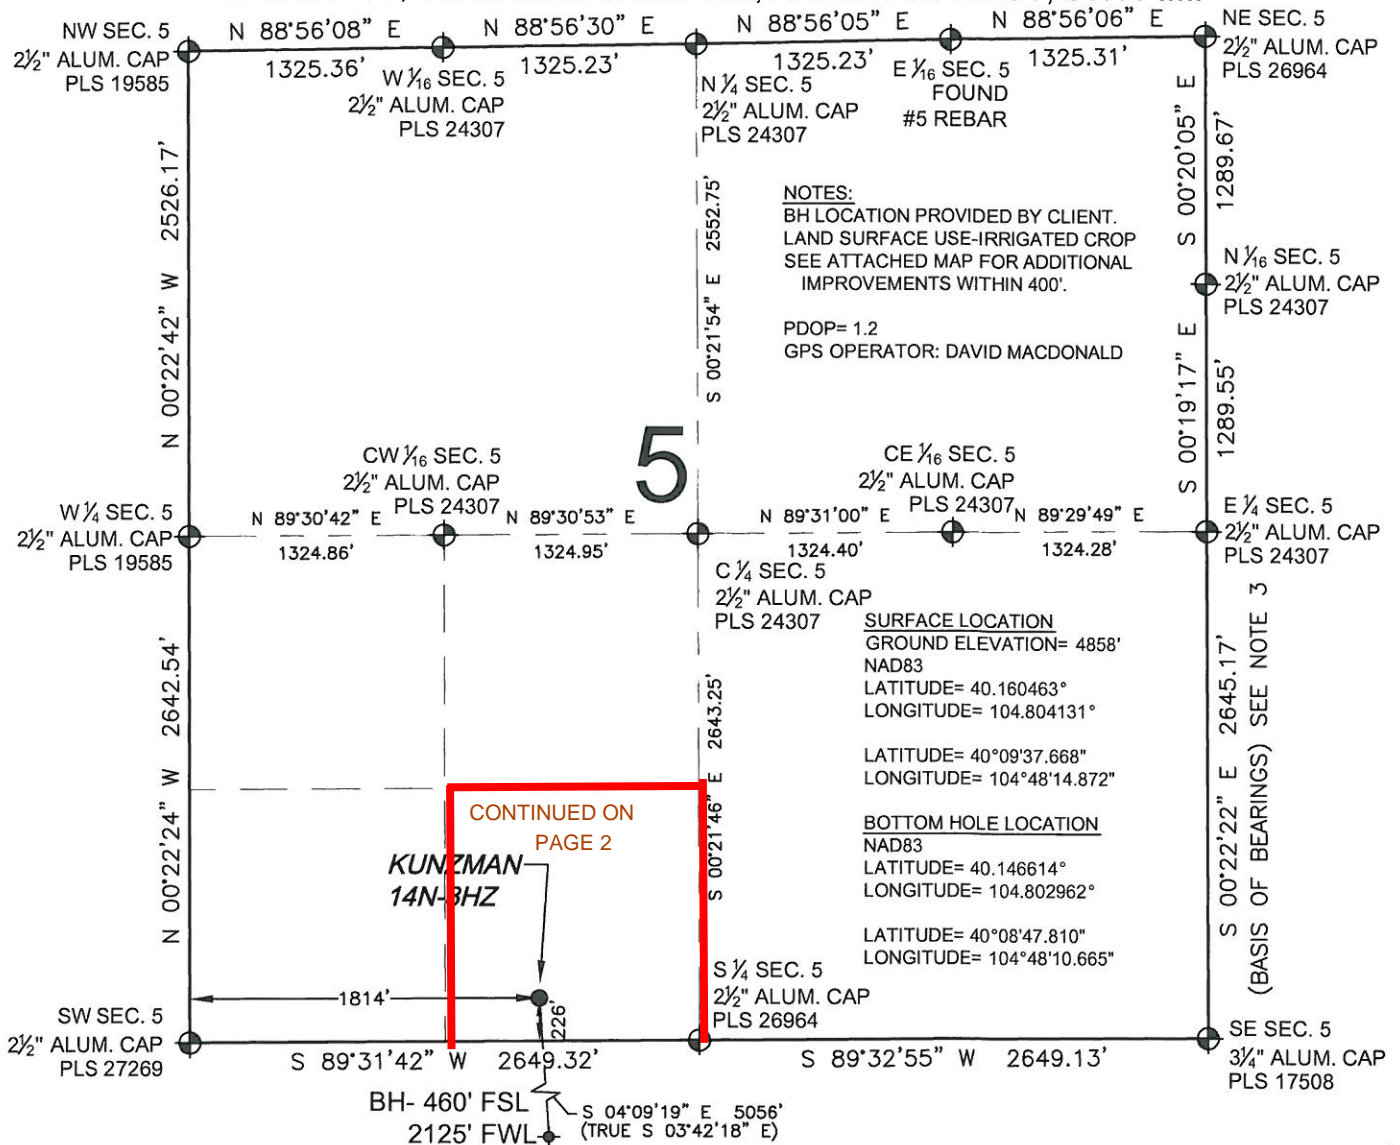 NW SEC. 5
2½" ALUM. CAP
PLS 19585
N 88°56'08" E
1325.36'
W 1⁄16 SEC. 5
2½" ALUM. CAP
PLS 24307
N 88°56'30" E
1325.23'
N ¼ SEC. 5
2½" ALUM. CAP
PLS 24307
N 88°56'05" E
1325.23'
E 1⁄16 SEC. 5
FOUND
#5 REBAR
N 88°56'06" E
1325.31'
NE SEC. 5
2½" ALUM. CAP
PLS 26964
N 00°22'42" W 2526.17'
S 00°21'54" E 2552.75'
NOTES:
BH LOCATION PROVIDED BY CLIENT.
LAND SURFACE USE-IRRIGATED CROP
SEE ATTACHED MAP FOR ADDITIONAL
IMPROVEMENTS WITHIN 400'.
PDOP= 1.2
GPS OPERATOR: DAVID MACDONALD
S 00°20'05" E
1289.67'
N 1⁄16 SEC. 5
2½" ALUM. CAP
PLS 24307
S 00°19'17" E
1289.55'
5
W ¼ SEC. 5
2½" ALUM. CAP
PLS 19585
CW 1⁄16 SEC. 5
2½" ALUM. CAP
PLS 24307
N 89°30'42" E
1324.86'
N 89°30'53" E
1324.95'
C ¼ SEC. 5
2½" ALUM. CAP
PLS 24307
CE 1⁄16 SEC. 5
2½" ALUM. CAP
PLS 24307
N 89°31'00" E
1324.40'
N 89°29'49" E
1324.28'
E ¼ SEC. 5
2½" ALUM. CAP
PLS 24307
N 00°22'24" W 2642.54'
S 00°21'46" E 2643.25'
SURFACE LOCATION
GROUND ELEVATION= 4858'
NAD83
LATITUDE= 40.160463°
LONGITUDE= 104.804131°
LATITUDE= 40°09'37.668"
LONGITUDE= 104°48'14.872"
BOTTOM HOLE LOCATION
NAD83
LATITUDE= 40.146614°
LONGITUDE= 104.802962°
LATITUDE= 40°08'47.810"
LONGITUDE= 104°48'10.665"
S 00°22'22" E 2645.17'
(BASIS OF BEARINGS) SEE NOTE 3
CONTINUED ON
PAGE 2
KUNZMAN
14N-8HZ
1814'
226'
SW SEC. 5
2½" ALUM. CAP
PLS 27269
S 89°31'42" W 2649.32'
S ¼ SEC. 5
2½" ALUM. CAP
PLS 26964
S 89°32'55" W 2649.13'
SE SEC. 5
3¼" ALUM. CAP
PLS 17508
BH- 460' FSL
2125' FWL
S 04°09'19" E 5056'
(TRUE S 03°42'18" E)